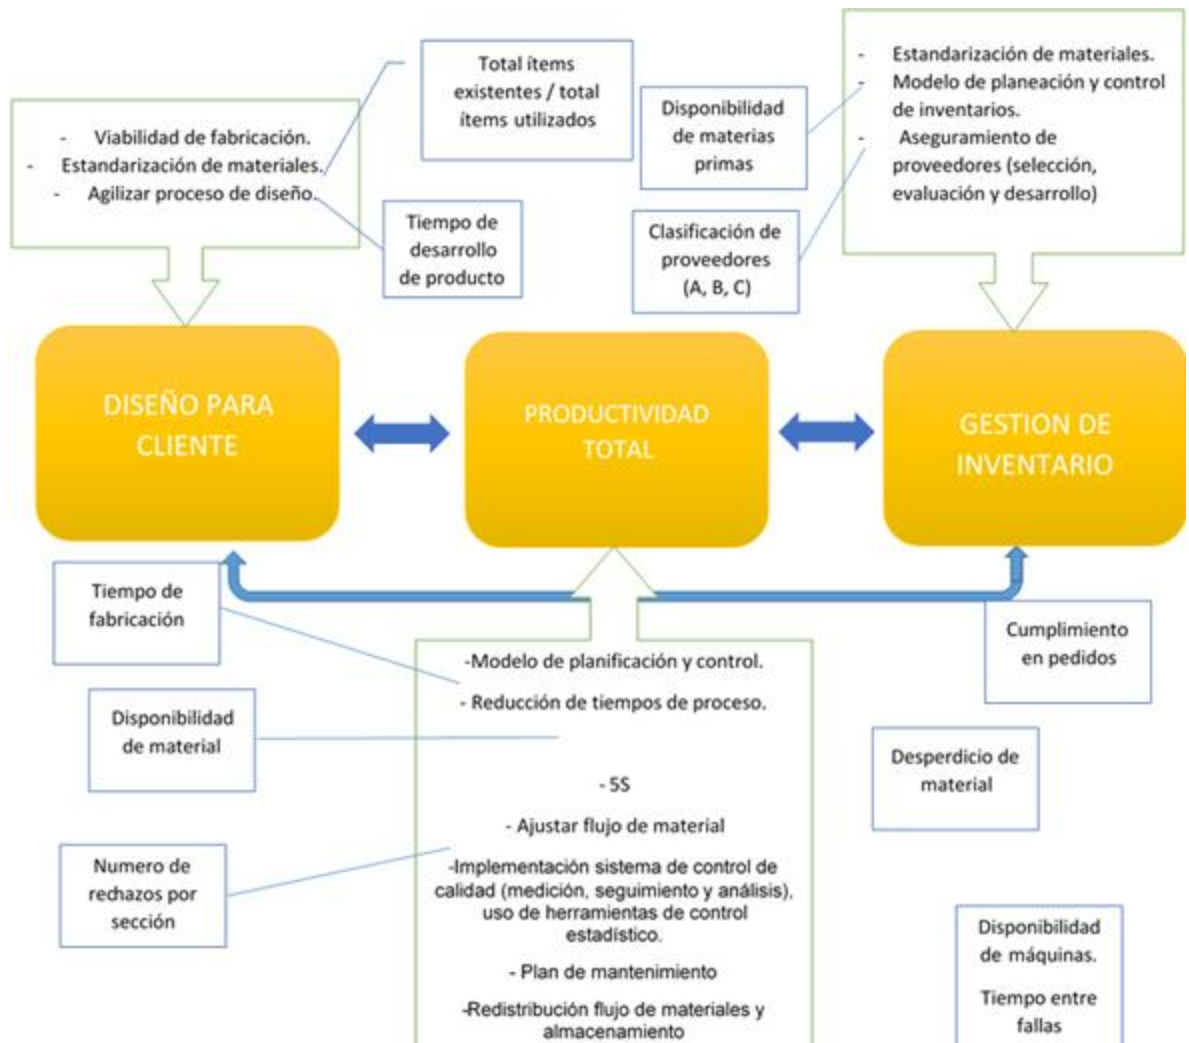 Total ítems
existentes / total
ítems utilizados
- Viabilidad de fabricación.
- Estandarización de materiales.
- Agilizar proceso de diseño.
Tiempo de
desarrollo
de producto
Disponibilidad
de materias
primas
Clasificación de
proveedores
(A, B, C)
- Estandarización de materiales.
- Modelo de planeación y control
de inventarios.
- Aseguramiento de
proveedores (selección,
evaluación y desarrollo)
DISEÑO PARA
CLIENTE
PRODUCTIVIDAD
TOTAL
GESTION DE
INVENTARIO
Tiempo de
fabricación
Disponibilidad
de material
Numero de
rechazos por
sección
-Modelo de planificación y control.
- Reducción de tiempos de proceso.
- 5S
- Ajustar flujo de material
-Implementación sistema de control de
calidad (medición, seguimiento y análisis),
uso de herramientas de control
estadístico.
- Plan de mantenimiento
-Redistribución flujo de materiales y
almacenamiento
Cumplimiento
en pedidos
Desperdicio de
material
Disponibilidad
de máquinas.
Tiempo entre
fallas